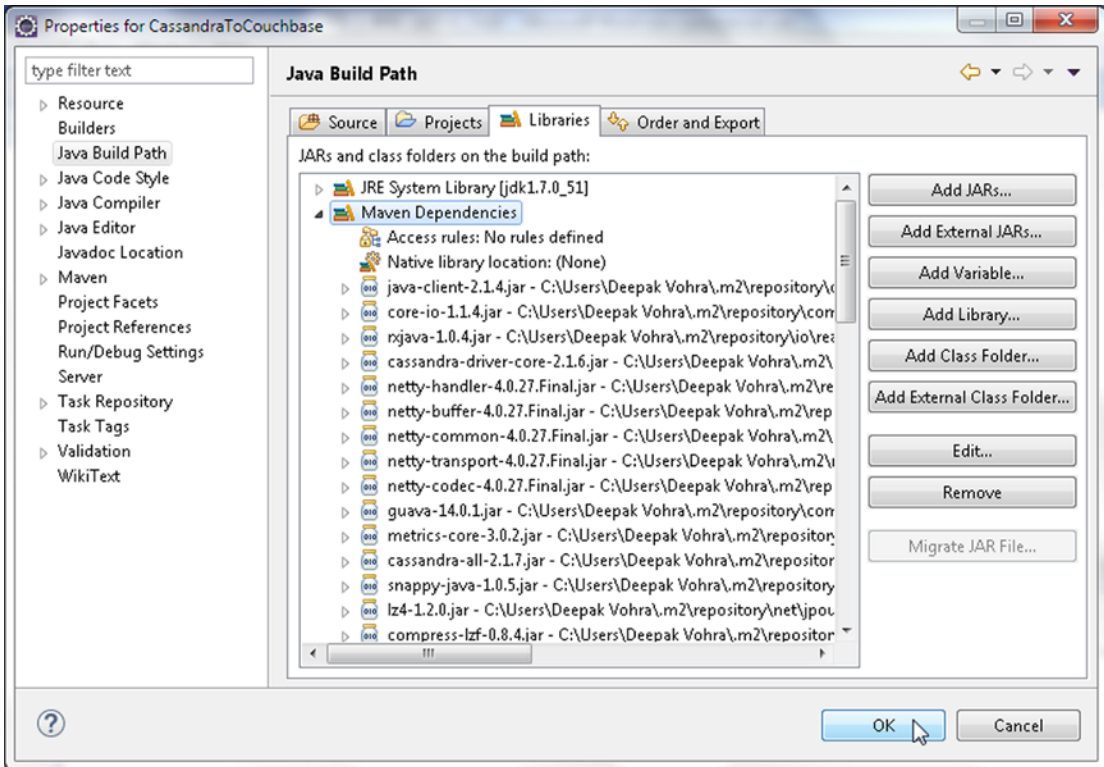 Properties for CassandraToCouchbase
type filter text
Resource
Builders
Java Build Path
Java Code Style
Java Compiler
Java Editor
Javadoc Location
Maven
Project Facets
Project References
Run/Debug Settings
Server
Task Repository
Task Tags
Validation
WikiText
Java Build Path
Source Projects Libraries Order and Export
JARs and class folders on the build path:
JRE System Library [jdk1.7.0_51]
Maven Dependencies
Access rules: No rules defined
Native library location: (None)
java-client-2.1.4.jar - C:\Users\Deepak Vohra\.m2\repository\
core-io-1.1.4.jar - C:\Users\Deepak Vohra\.m2\repository\com
rxjava-1.0.4.jar - C:\Users\Deepak Vohra\.m2\repository\io\rea
cassandra-driver-core-2.1.6.jar - C:\Users\Deepak Vohra\.m2\
netty-handler-4.0.27.Final.jar - C:\Users\Deepak Vohra\.m2\re
netty-buffer-4.0.27.Final.jar - C:\Users\Deepak Vohra\.m2\rep
netty-common-4.0.27.Final.jar - C:\Users\Deepak Vohra\.m2\
netty-transport-4.0.27.Final.jar - C:\Users\Deepak Vohra\.m2\
netty-codec-4.0.27.Final.jar - C:\Users\Deepak Vohra\.m2\rep
guava-14.0.1.jar - C:\Users\Deepak Vohra\.m2\repository\com
metrics-core-3.0.2.jar - C:\Users\Deepak Vohra\.m2\repository
cassandra-all-2.1.7.jar - C:\Users\Deepak Vohra\.m2\repositor
snappy-java-1.0.5.jar - C:\Users\Deepak Vohra\.m2\repository
lz4-1.2.0.jar - C:\Users\Deepak Vohra\.m2\repository\net\jpou
compress-lzf-0.8.4.jar - C:\Users\Deepak Vohra\.m2\repositor
Add JARs...
Add External JARs...
Add Variable...
Add Library...
Add Class Folder...
Add External Class Folder...
Edit...
Remove
Migrate JAR File...
OK Cancel